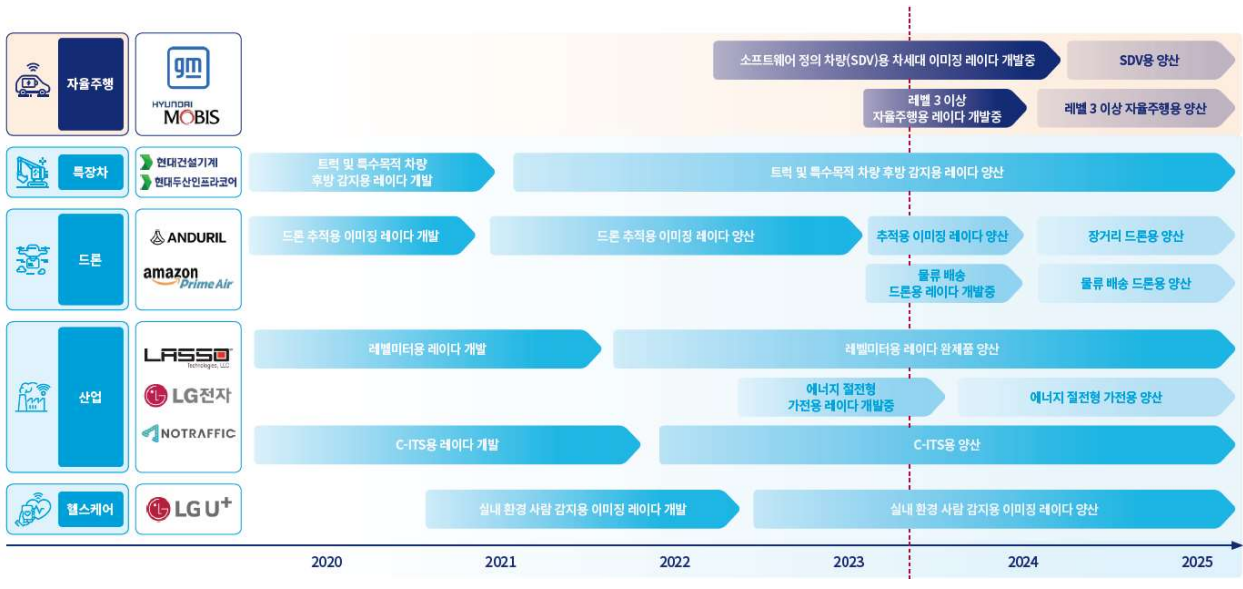 소프트웨어 정의 차량(SDV)용 차세대 이미징 레이다 개발중
SDV용 양산
자율주행
gm
HYUNDAI
MOBIS
레벨 3 이상
자율주행용 레이다 개발중
레벨 3 이상 자율주행용 양산
특장차
현대건설기계
현대두산인프라코어
트럭 및 특수목적 차량
후방 감지용 레이다 개발
트럭 및 특수목적 차량 후방 감지용 레이다 양산
드론
ANDURIL
amazon
Prime Air
드론 추적용 이미징 레이다 개발
드론 추적용 이미징 레이다 양산
추적용 이미징 레이다 양산
장거리 드론용 양산
물류 배송
드론용 레이다 개발중
물류 배송 드론용 양산
산업
LASSO
Technologies, LLC
LG전자
NOTRAFFIC
레벨미터용 레이다 개발
레벨미터용 레이다 완제품 양산
에너지 절전형
가전용 레이다 개발중
에너지 절전형 가전용 양산
C-ITS용 레이다 개발
C-ITS용 양산
헬스케어
LG U+
실내 환경 사람 감지용 이미징 레이다 개발
실내 환경 사람 감지용 이미징 레이다 양산
2020
2021
2022
2023
2024
2025